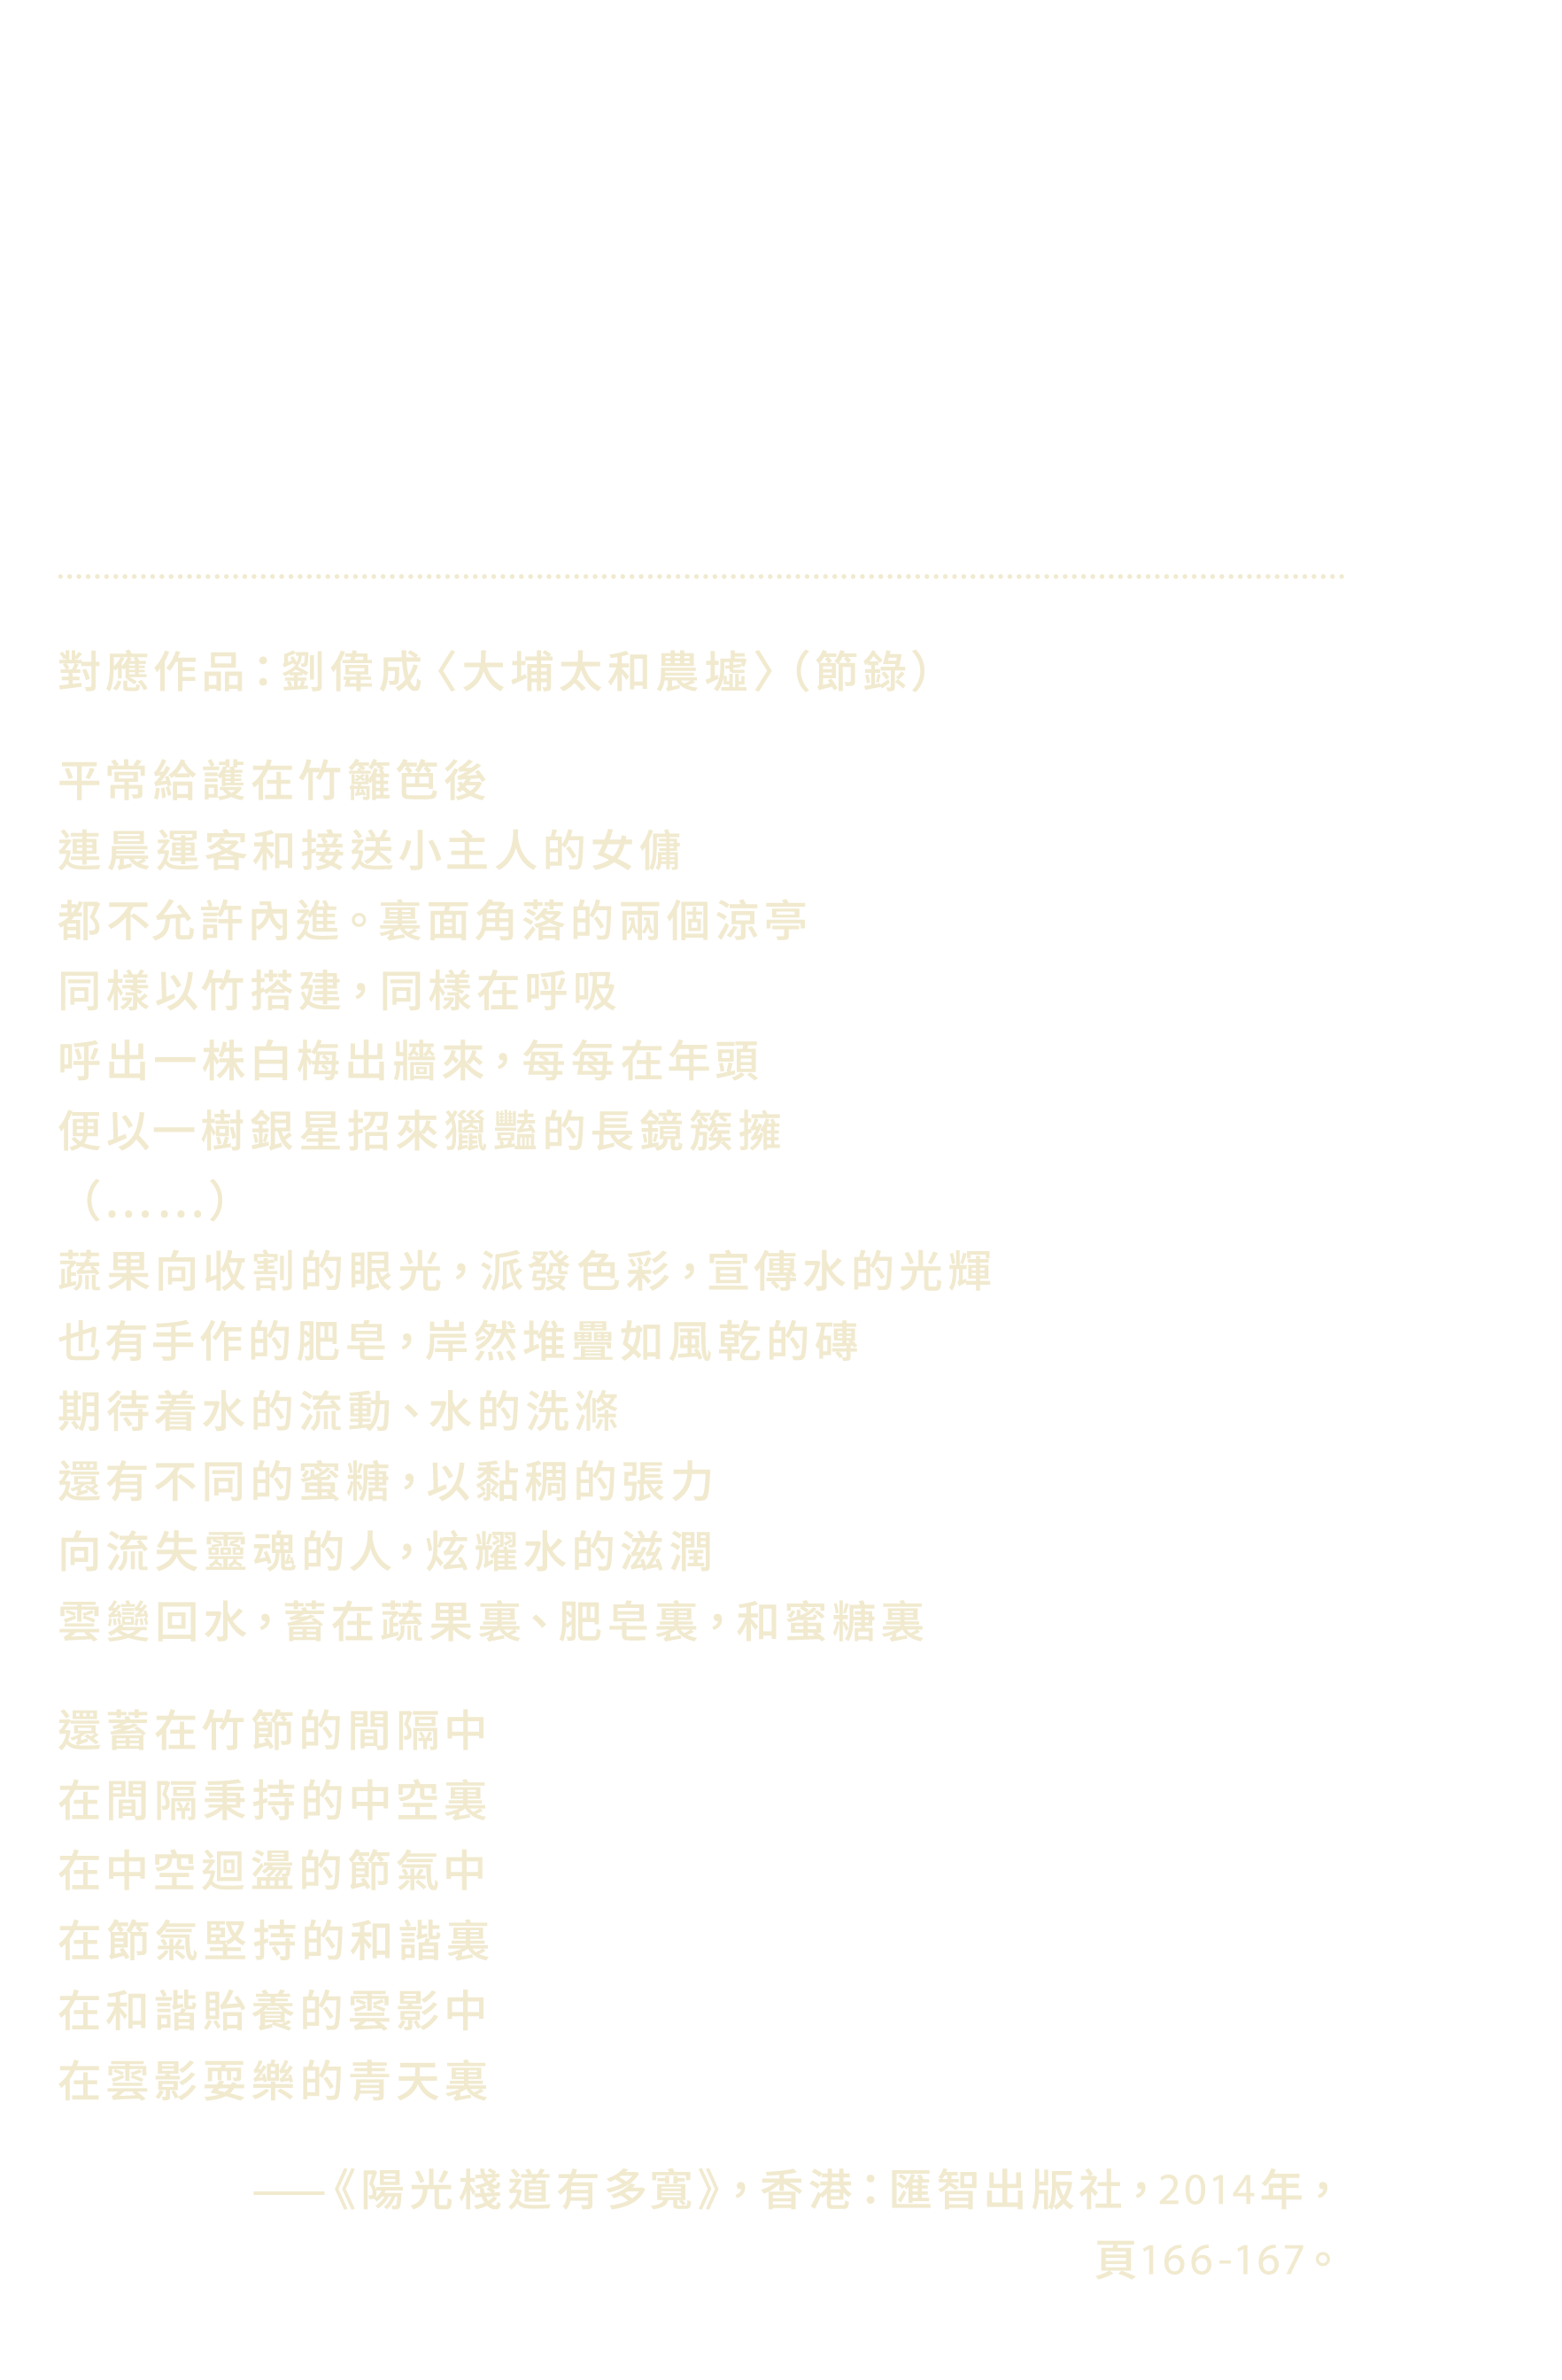 對應作品：劉偉成〈大埔大和農墟〉（節錄）
平常給護在竹籬笆後
連晨運客和接送小主人的女傭
都不允許內進。裏面角落的兩個涼亭
同樣以竹搭建，同樣在呼吸
呼出一株白梅出牆來，每每在年頭
便以一樹銀星招來獵豔的長鏡簇擁
（......）
蔬果向收割的眼光，派發色彩，宣傳水的光輝
也有手作的肥皂，岸然堆疊如風乾的磚
期待着水的流動、水的洗滌
還有不同的蜜糖，以黏稠的張力
向流失靈魂的人，炫耀水的滋潤
雲變回水，蓄在蔬果裏、肥皂裏，和蜜糖裏
還蓄在竹節的間隔中
在間隔秉持的中空裏
在中空迴盪的節氣中
在節氣堅持的和諧裏
在和諧貽養的雲影中
在雲影耍樂的青天裏
——《陽光棧道有多寬》，香港：匯智出版社，2014年，
頁166-167。